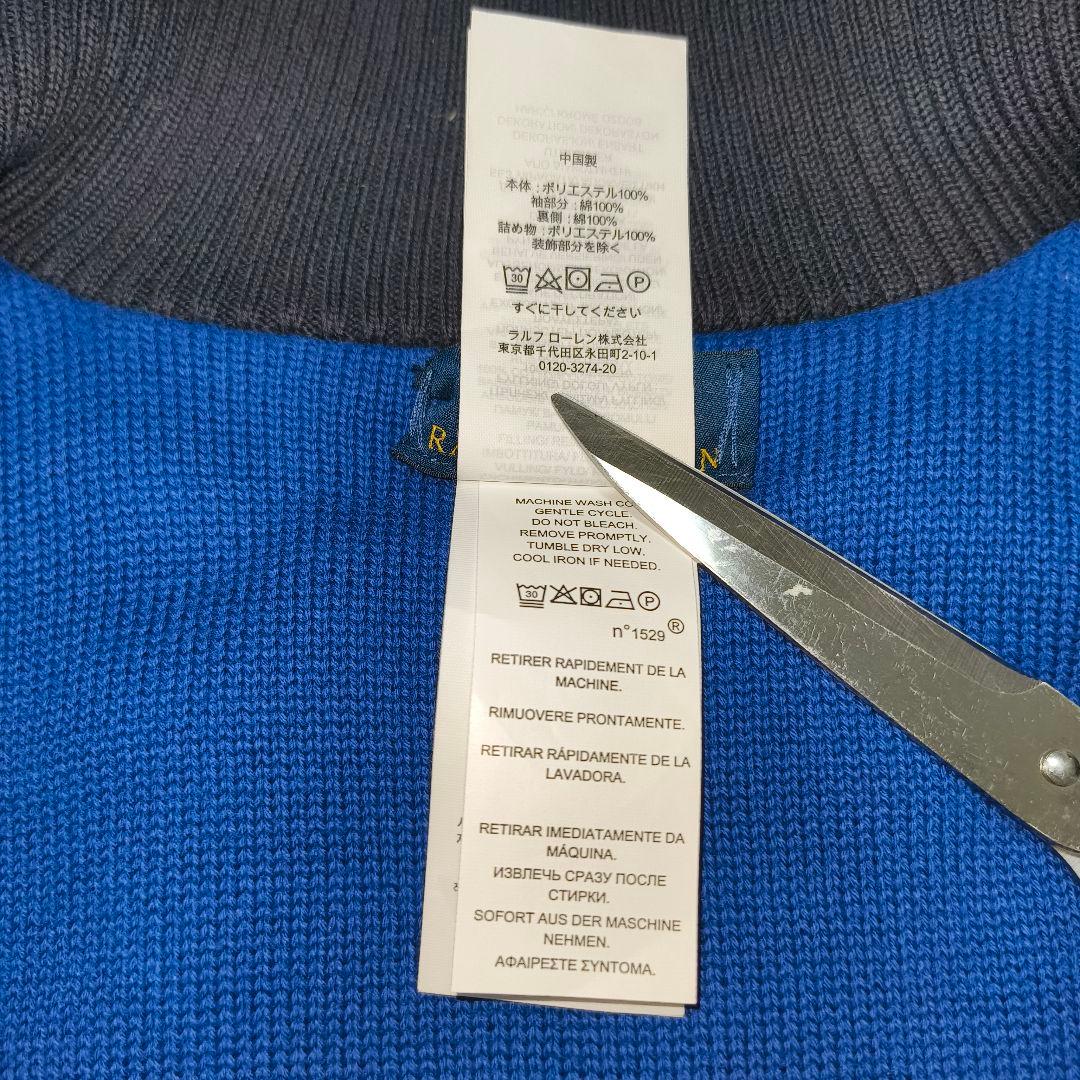 中国製
本体 : ポリエステル100%
袖部分 : 綿100%
裏側 : 綿100%
詰め物 : ポリエステル100%
装飾部分を除く
30
P
すぐに干してください
ラルフ ローレン株式会社
東京都千代田区永田町2-10-1
0120-3274-20
MACHINE WASH
GENTLE CYCLE.
DO NOT BLEACH.
REMOVE PROMPTLY.
TUMBLE DRY LOW.
COOL IRON IF NEEDED.
30
P
n°1529®
RETIRER RAPIDEMENT DE LA
MACHINE.
RIMUOVERE PRONTAMENTE.
RETIRAR RÁPIDAMENTE DE LA
LAVADORA.
RETIRAR IMEDIATAMENTE DA
MÁQUINA.
ИЗВЛЕЧЬ СРАЗУ ПОСЛЕ
СТИРКИ.
SOFORT AUS DER MASCHINE
NEHMEN.
ΑΦΑΙΡΕΣΤΕ ΣΥΝΤΟΜΑ.